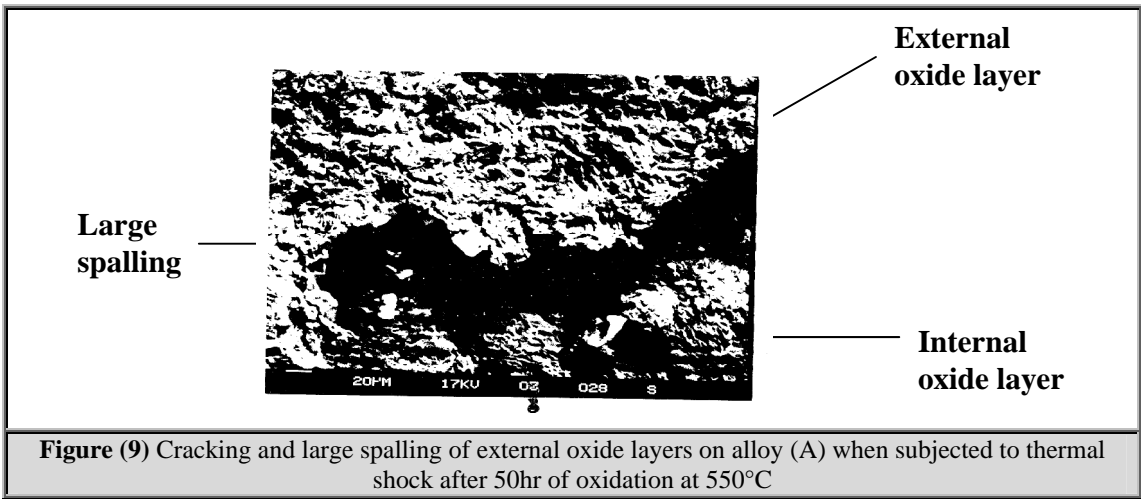 External
oxide layer
Large
spalling
Internal
oxide layer
20µM 17KV 03 028 S
Figure (9) Cracking and large spalling of external oxide layers on alloy (A) when subjected to thermal
shock after 50hr of oxidation at 550°C